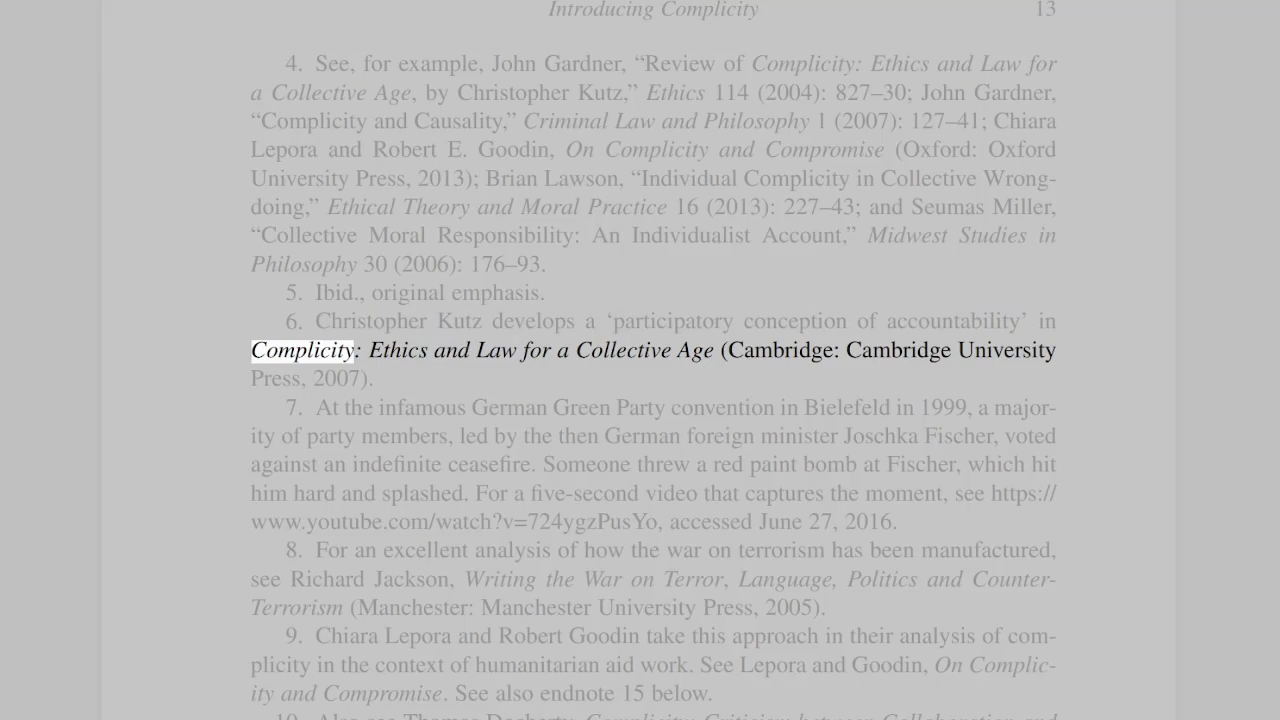 Introducing Complicity 13
4. See, for example, John Gardner, “Review of Complicity: Ethics and Law for
a Collective Age, by Christopher Kutz,” Ethics 114 (2004): 827–30; John Gardner,
“Complicity and Causality,” Criminal Law and Philosophy 1 (2007): 127–41; Chiara
Lepora and Robert E. Goodin, On Complicity and Compromise (Oxford: Oxford
University Press, 2013); Brian Lawson, “Individual Complicity in Collective Wrong-
doing,” Ethical Theory and Moral Practice 16 (2013): 227–43; and Seumas Miller,
“Collective Moral Responsibility: An Individualist Account,” Midwest Studies in
Philosophy 30 (2006): 176–93.
5. Ibid., original emphasis.
6. Christopher Kutz develops a ‘participatory conception of accountability’ in
Complicity: Ethics and Law for a Collective Age (Cambridge: Cambridge University
Press, 2007).
7. At the infamous German Green Party convention in Bielefeld in 1999, a major-
ity of party members, led by the then German foreign minister Joschka Fischer, voted
against an indefinite ceasefire. Someone threw a red paint bomb at Fischer, which hit
him hard and splashed. For a five-second video that captures the moment, see https://
www.youtube.com/watch?v=724ygzPusYo, accessed June 27, 2016.
8. For an excellent analysis of how the war on terrorism has been manufactured,
see Richard Jackson, Writing the War on Terror, Language, Politics and Counter-
Terrorism (Manchester: Manchester University Press, 2005).
9. Chiara Lepora and Robert Goodin take this approach in their analysis of com-
plicity in the context of humanitarian aid work. See Lepora and Goodin, On Complic-
ity and Compromise. See also endnote 15 below.
10. Also see Thomas Docherty, Complicity: Criticism between Collaboration and